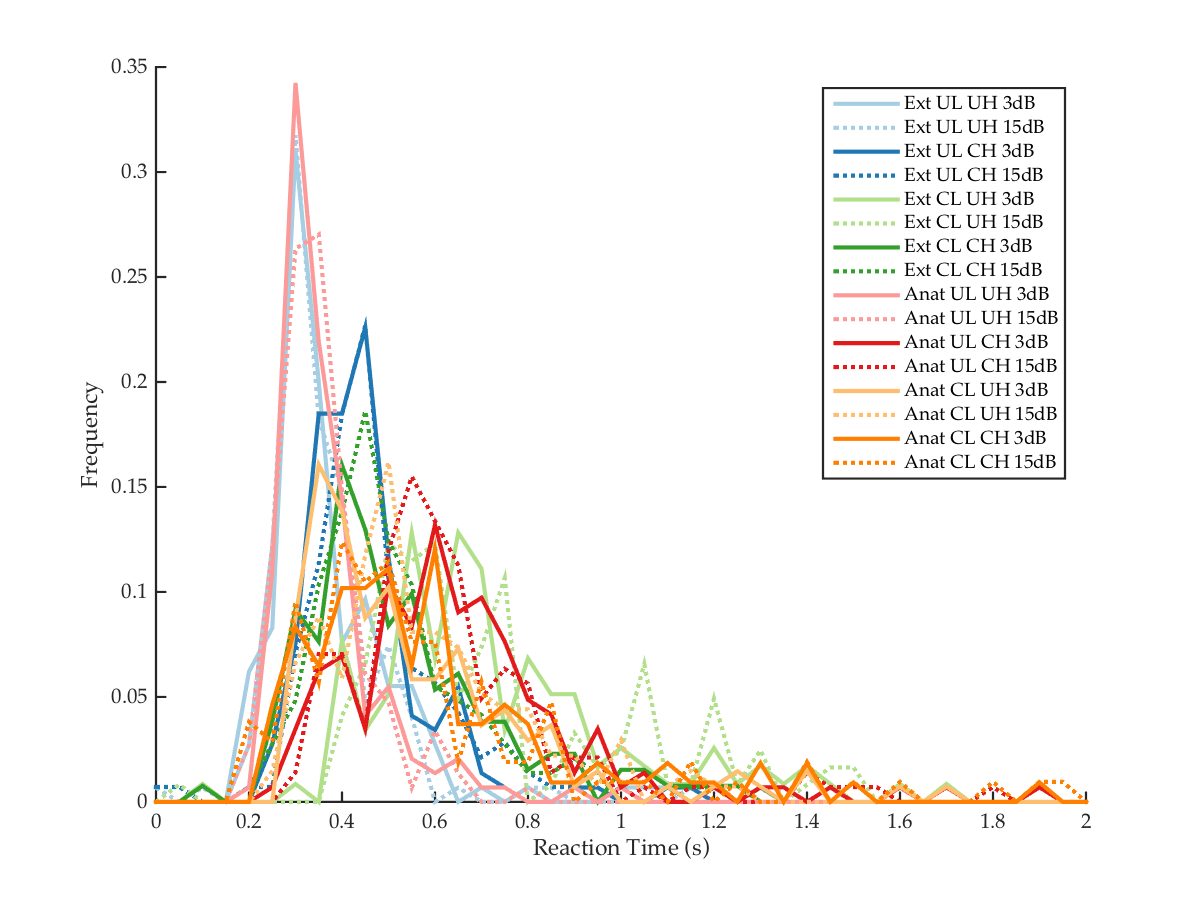 0.35
0.3
0.25
0.2
0.15
0.1
0.05
0
Frequency
0 0.2 0.4 0.6 0.8 1 1.2 1.4 1.6 1.8 2
Reaction Time (s)
Ext UL UH 3dB
Ext UL UH 15dB
Ext UL CH 3dB
Ext UL CH 15dB
Ext CL UH 3dB
Ext CL UH 15dB
Ext CL CH 3dB
Ext CL CH 15dB
Anat UL UH 3dB
Anat UL UH 15dB
Anat UL CH 3dB
Anat UL CH 15dB
Anat CL UH 3dB
Anat CL UH 15dB
Anat CL CH 3dB
Anat CL CH 15dB